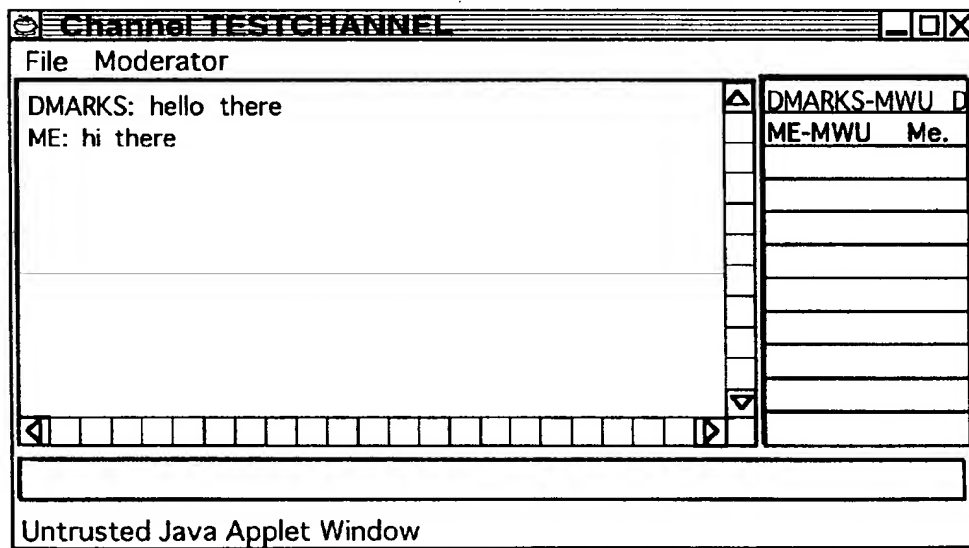 Channel TESTCHANNEL
File Moderator
DMARKS: hello there
ME: hi there
DMARKS-MWU D
ME-MWU Me.
Untrusted Java Applet Window